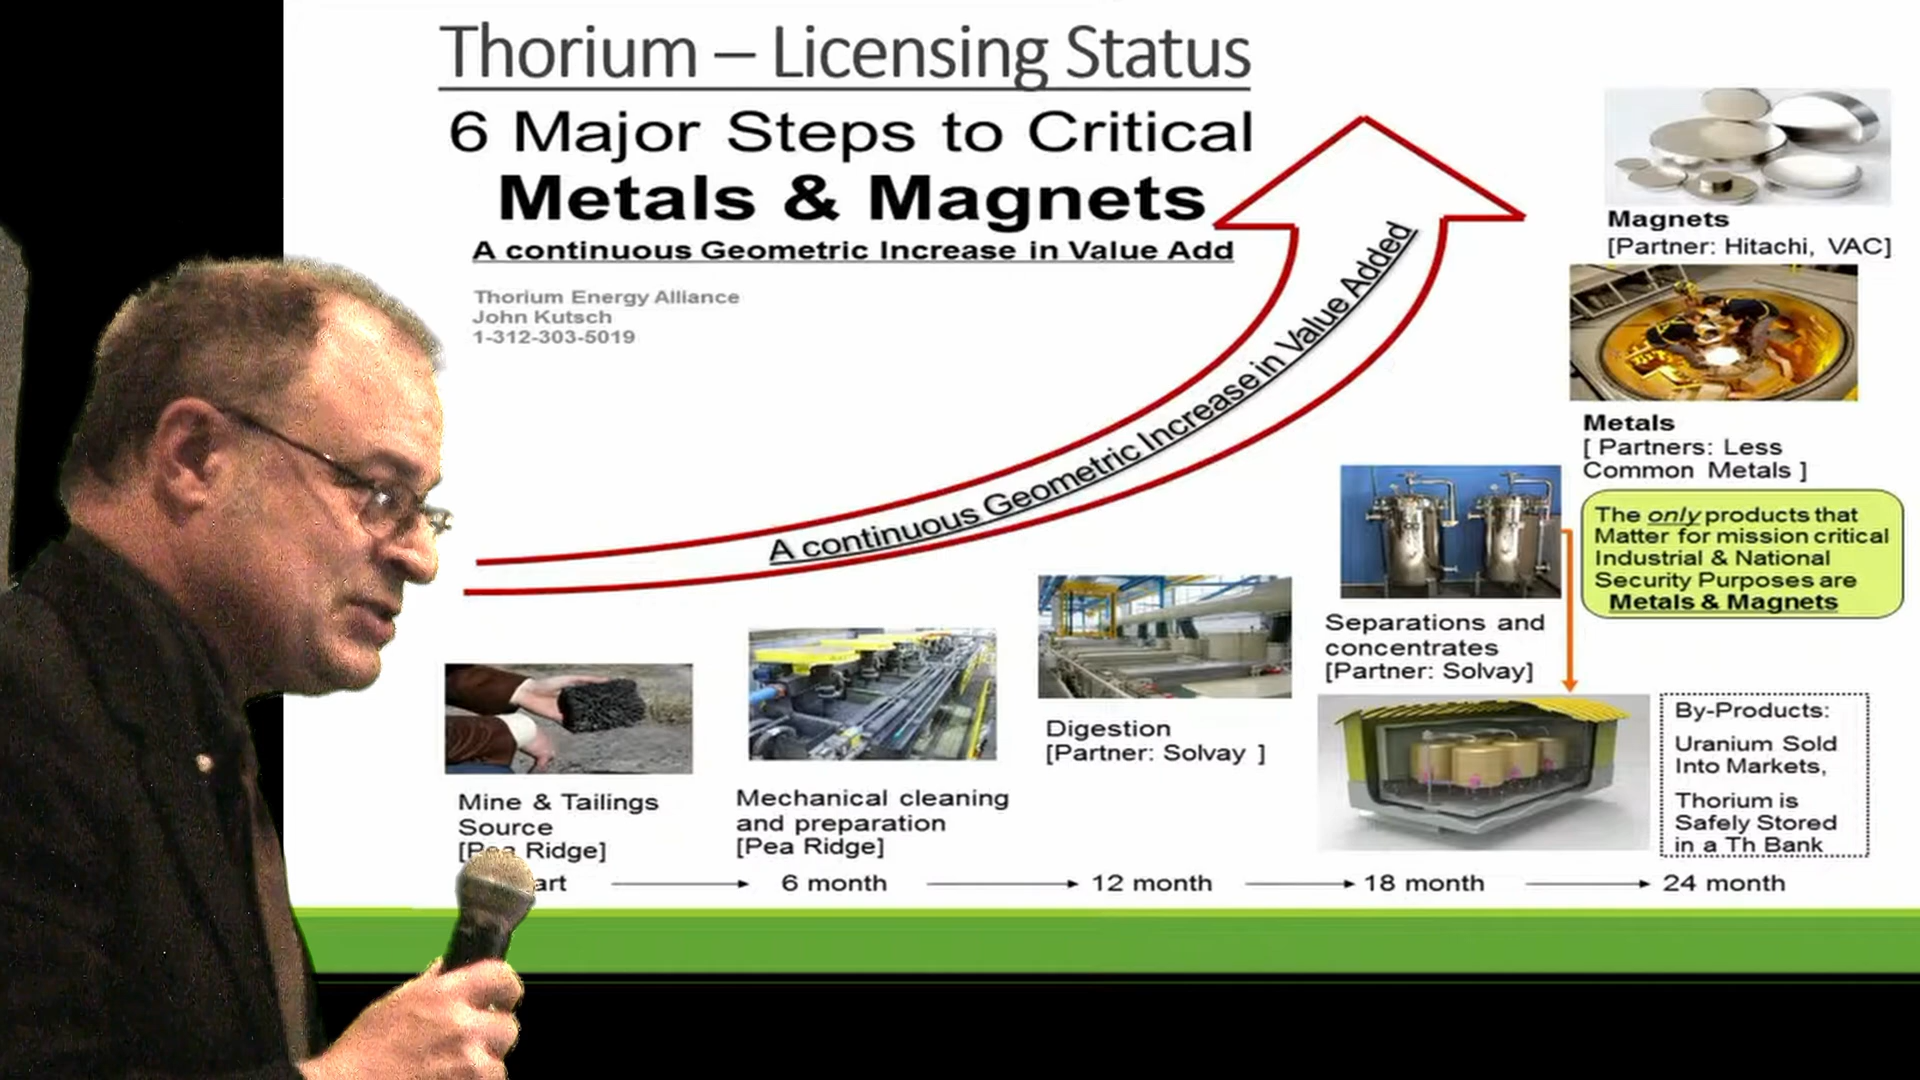 Thorium – Licensing Status
6 Major Steps to Critical
Metals & Magnets
A continuous Geometric Increase in Value Add
Thorium Energy Alliance
John Kutsch
1-312-303-5019
A continuous Geometric Increase in Value Added
Magnets
[Partner: Hitachi, VAC]
Metals
[ Partners: Less
Common Metals ]
The only products that
Matter for mission critical
Industrial & National
Security Purposes are
Metals & Magnets
Separations and
concentrates
[Partner: Solvay]
Digestion
[Partner: Solvay ]
Mechanical cleaning
and preparation
[Pea Ridge]
Mine & Tailings
Source
[Pea Ridge]
By-Products:
Uranium Sold
Into Markets,
Thorium is
Safely Stored
in a Th Bank
6 month
12 month
18 month
24 month